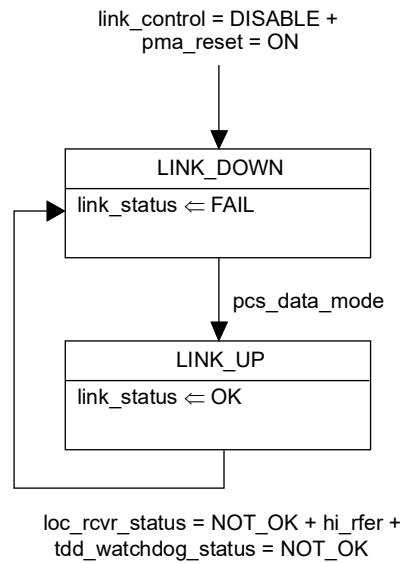 link_control = DISABLE +
pma_reset = ON
LINK_DOWN
link_status ⇐ FAIL
pcs_data_mode
LINK_UP
link_status ⇐ OK
loc_rcvr_status = NOT_OK + hi_rfer +
tdd_watchdog_status = NOT_OK